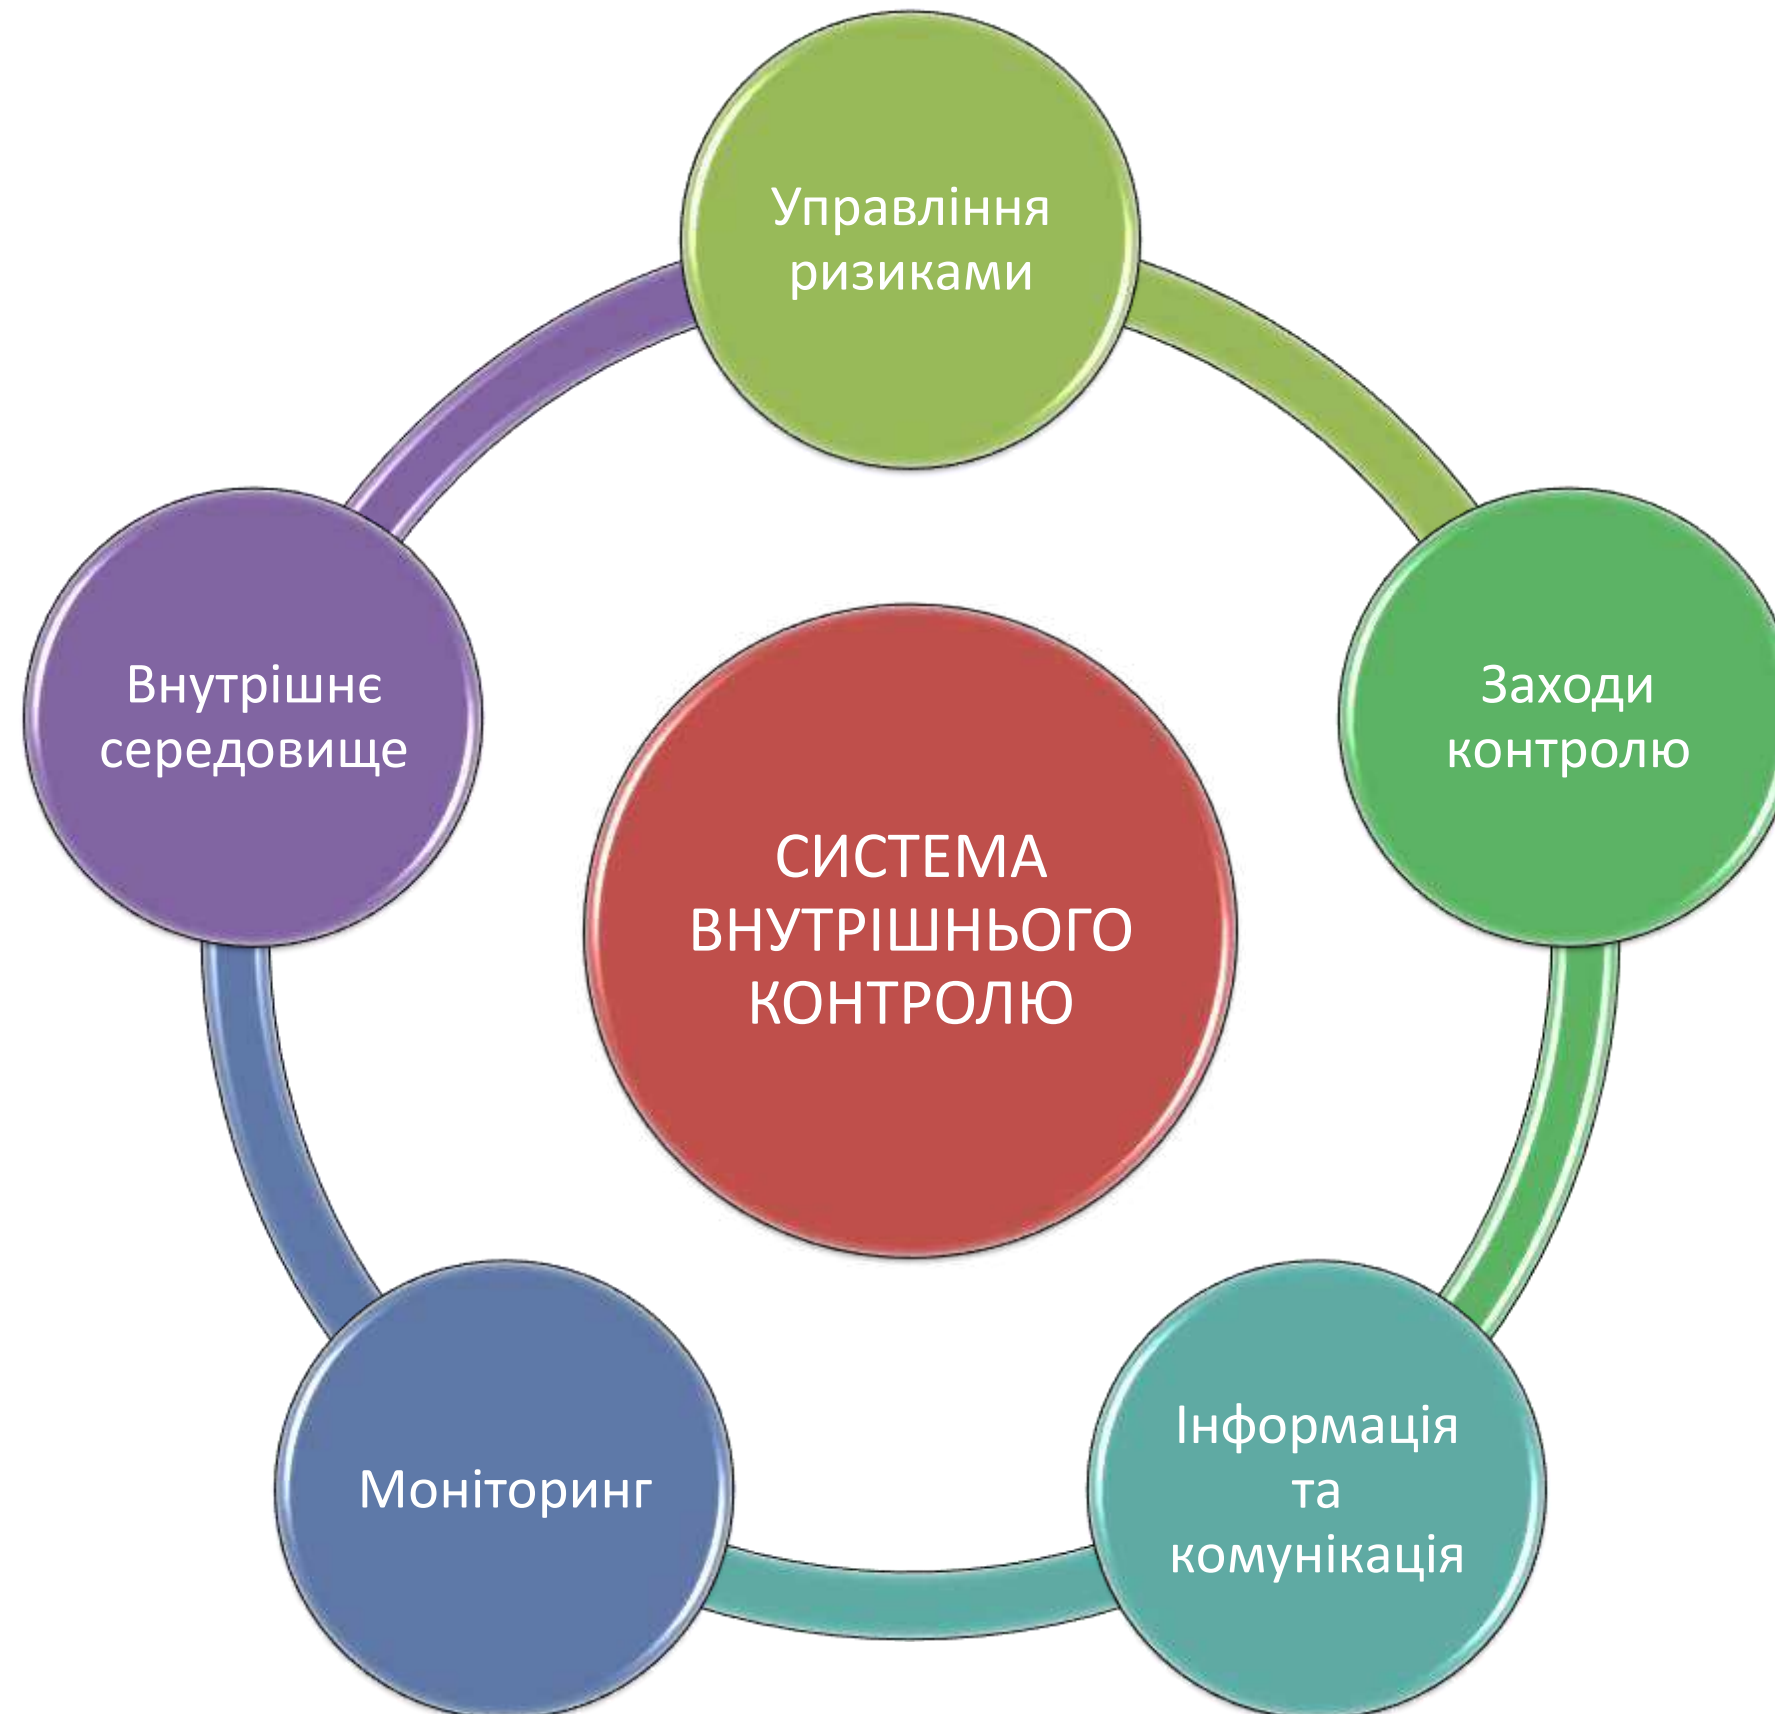 Управління
ризиками
Внутрішнє
середовище
Заходи
контролю
СИСТЕМА
ВНУТРІШНЬОГО
КОНТРОЛЮ
Моніторинг
Інформація
та
комунікація